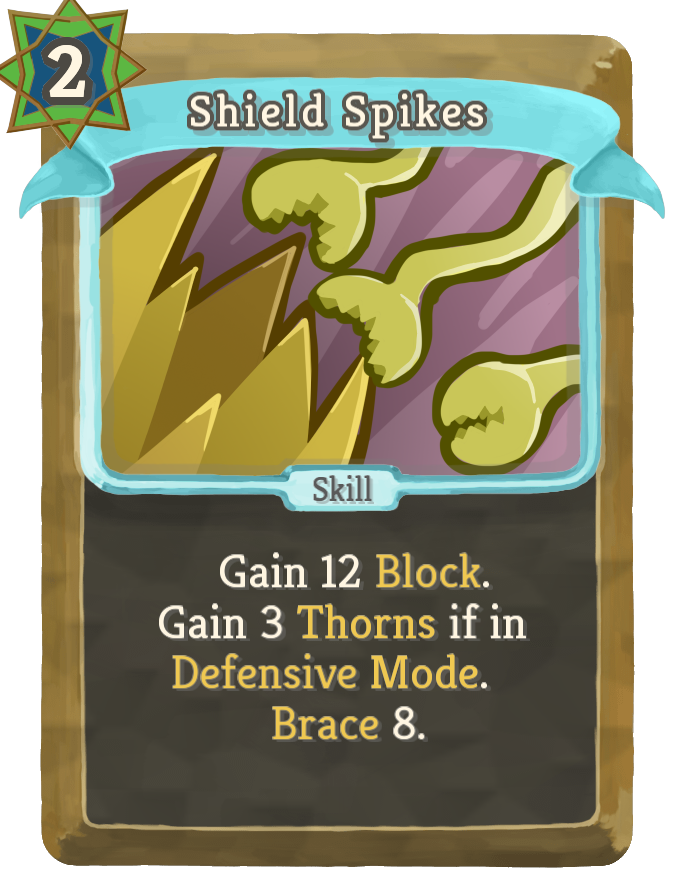 2
Shield Spikes
Skill
Gain 12 Block.
Gain 3 Thorns if in
Defensive Mode.
Brace 8.